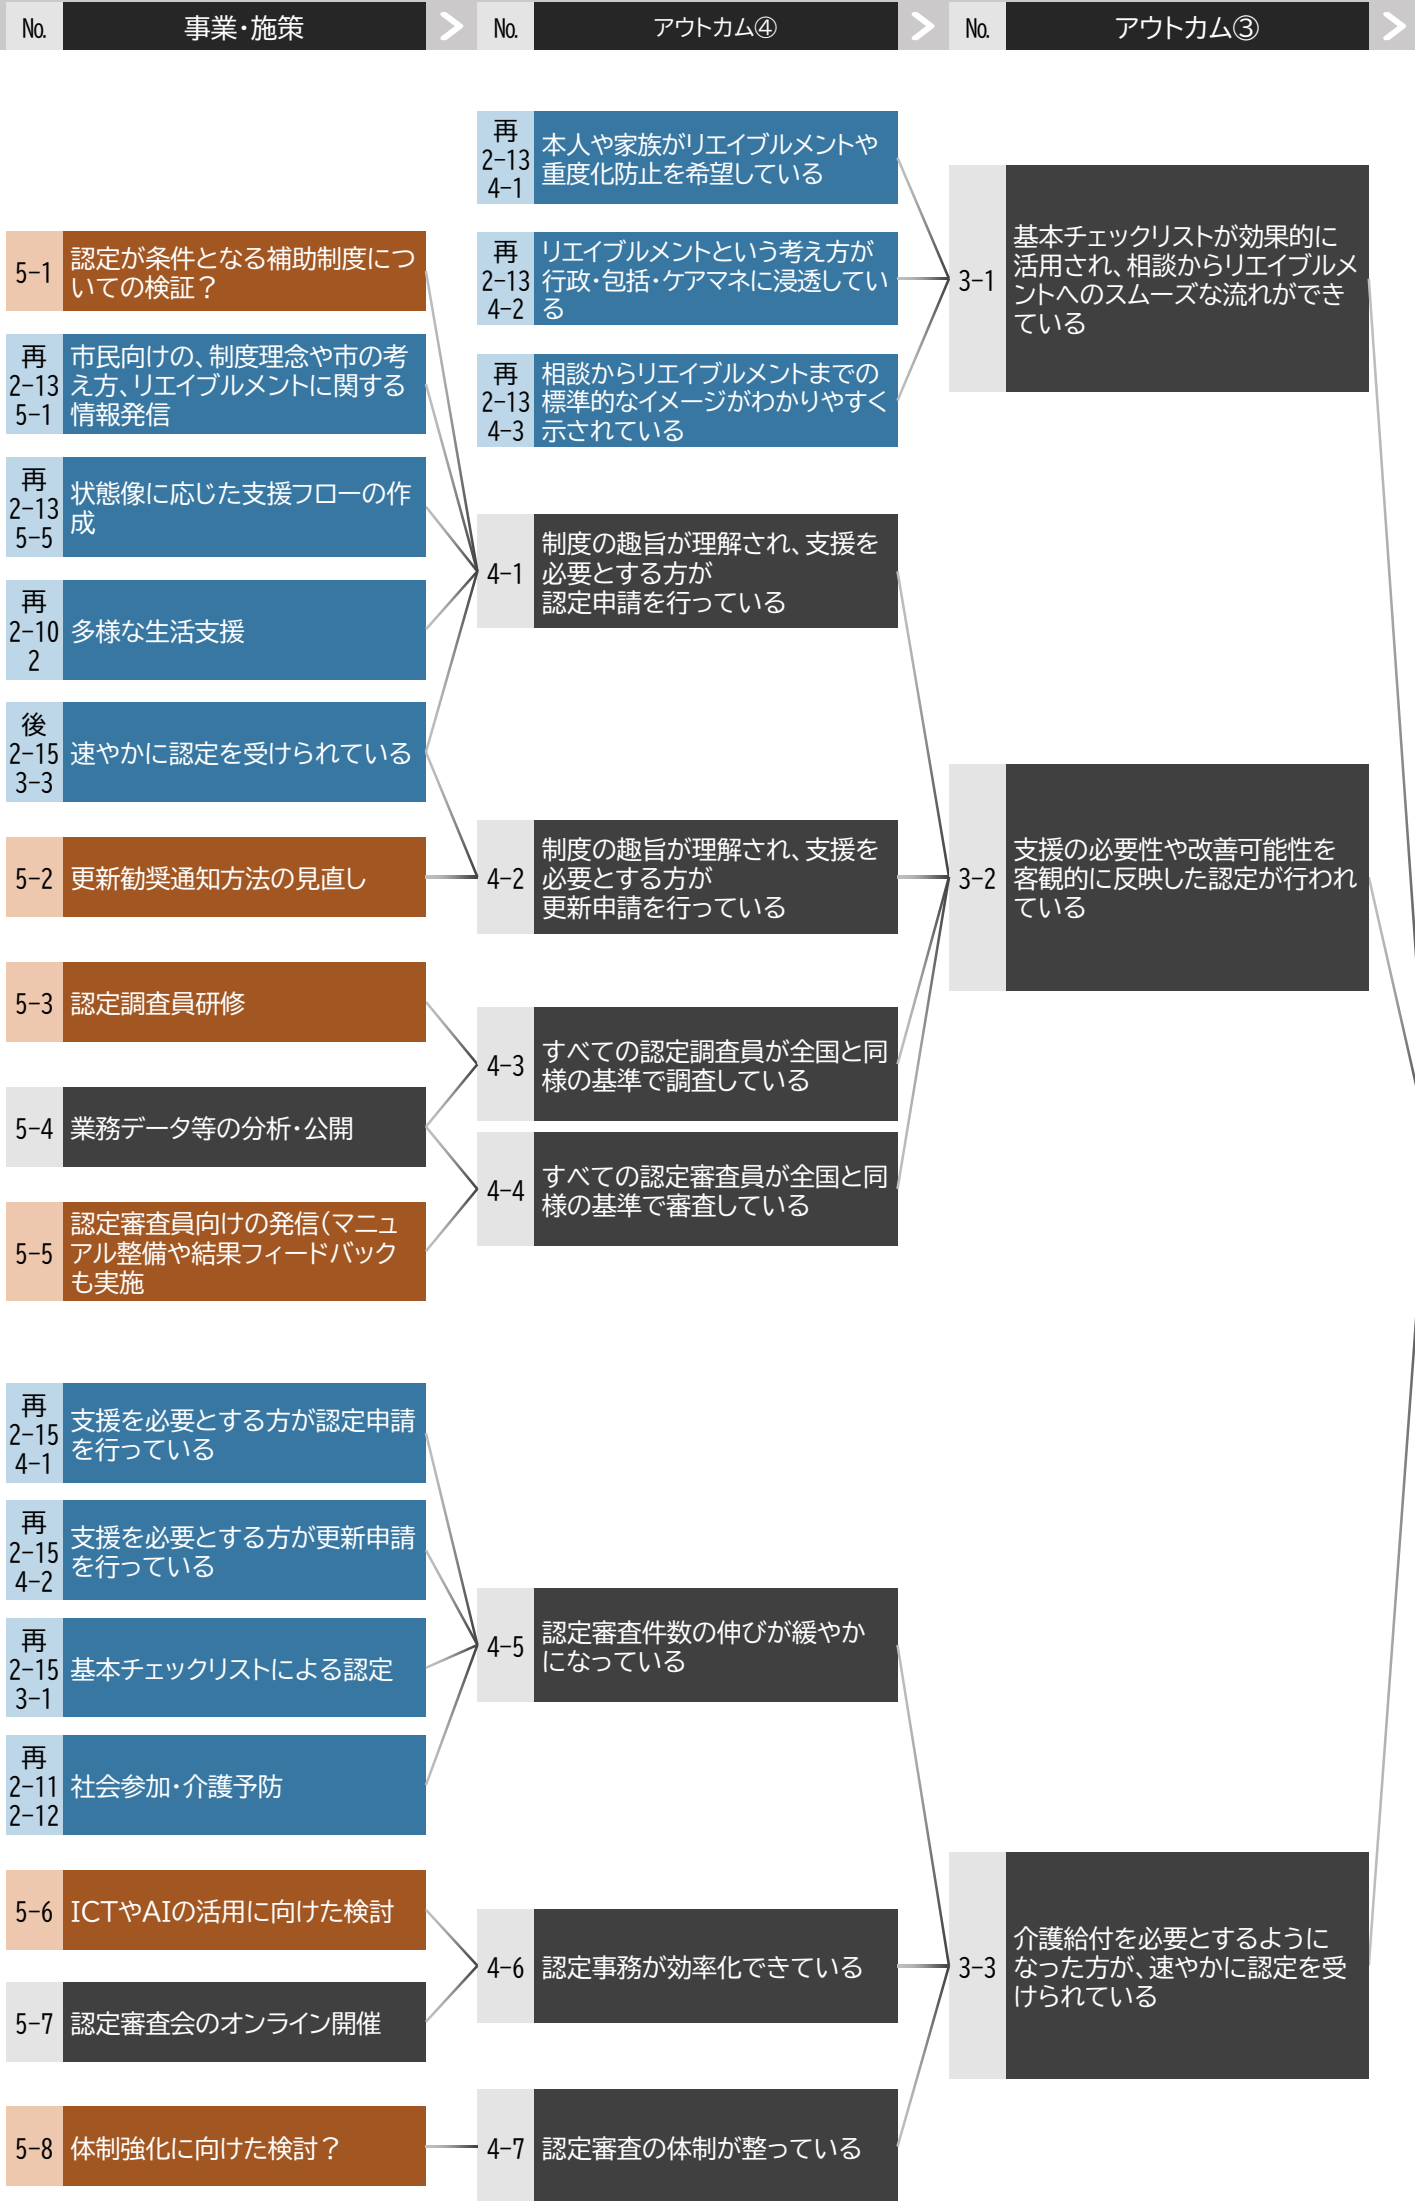 No.
事業・施策
No.
アウトカム④
No.
アウトカム③
5-1
認定が条件となる補助制度につ
いての検証？
再
2-13
5-1
市民向けの、制度理念や市の考
え方、リエイブルメントに関する
情報発信
再
2-13
5-5
状態像に応じた支援フローの作
成
再
2-10
2
多様な生活支援
後
2-15
3-3
速やかに認定を受けられている
5-2
更新勧奨通知方法の見直し
5-3
認定調査員研修
5-4
業務データ等の分析・公開
5-5
認定審査員向けの発信（マニュ
アル整備や結果フィードバック
も実施
再
2-15
4-1
支援を必要とする方が認定申請
を行っている
再
2-15
4-2
支援を必要とする方が更新申請
を行っている
再
2-15
3-1
基本チェックリストによる認定
再
2-11
2-12
社会参加・介護予防
5-6
ICTやAIの活用に向けた検討
5-7
認定審査会のオンライン開催
5-8
体制強化に向けた検討？
再
2-13
4-1
本人や家族がリエイブルメントや
重度化防止を希望している
再
2-13
4-2
リエイブルメントという考え方が
行政・包括・ケアマネに浸透してい
る
再
2-13
4-3
相談からリエイブルメントまでの
標準的なイメージがわかりやすく
示されている
4-1
制度の趣旨が理解され、支援を
必要とする方が
認定申請を行っている
4-2
制度の趣旨が理解され、支援を
必要とする方が
更新申請を行っている
4-3
すべての認定調査員が全国と同
様の基準で調査している
4-4
すべての認定審査員が全国と同
様の基準で審査している
4-5
認定審査件数の伸びが緩やか
になっている
4-6
認定事務が効率化できている
4-7
認定審査の体制が整っている
3-1
基本チェックリストが効果的に
活用され、相談からリエイブルメ
ントへのスムーズな流れができ
ている
3-2
支援の必要性や改善可能性を
客観的に反映した認定が行われ
ている
3-3
介護給付を必要とするように
なった方が、速やかに認定を受
けられている